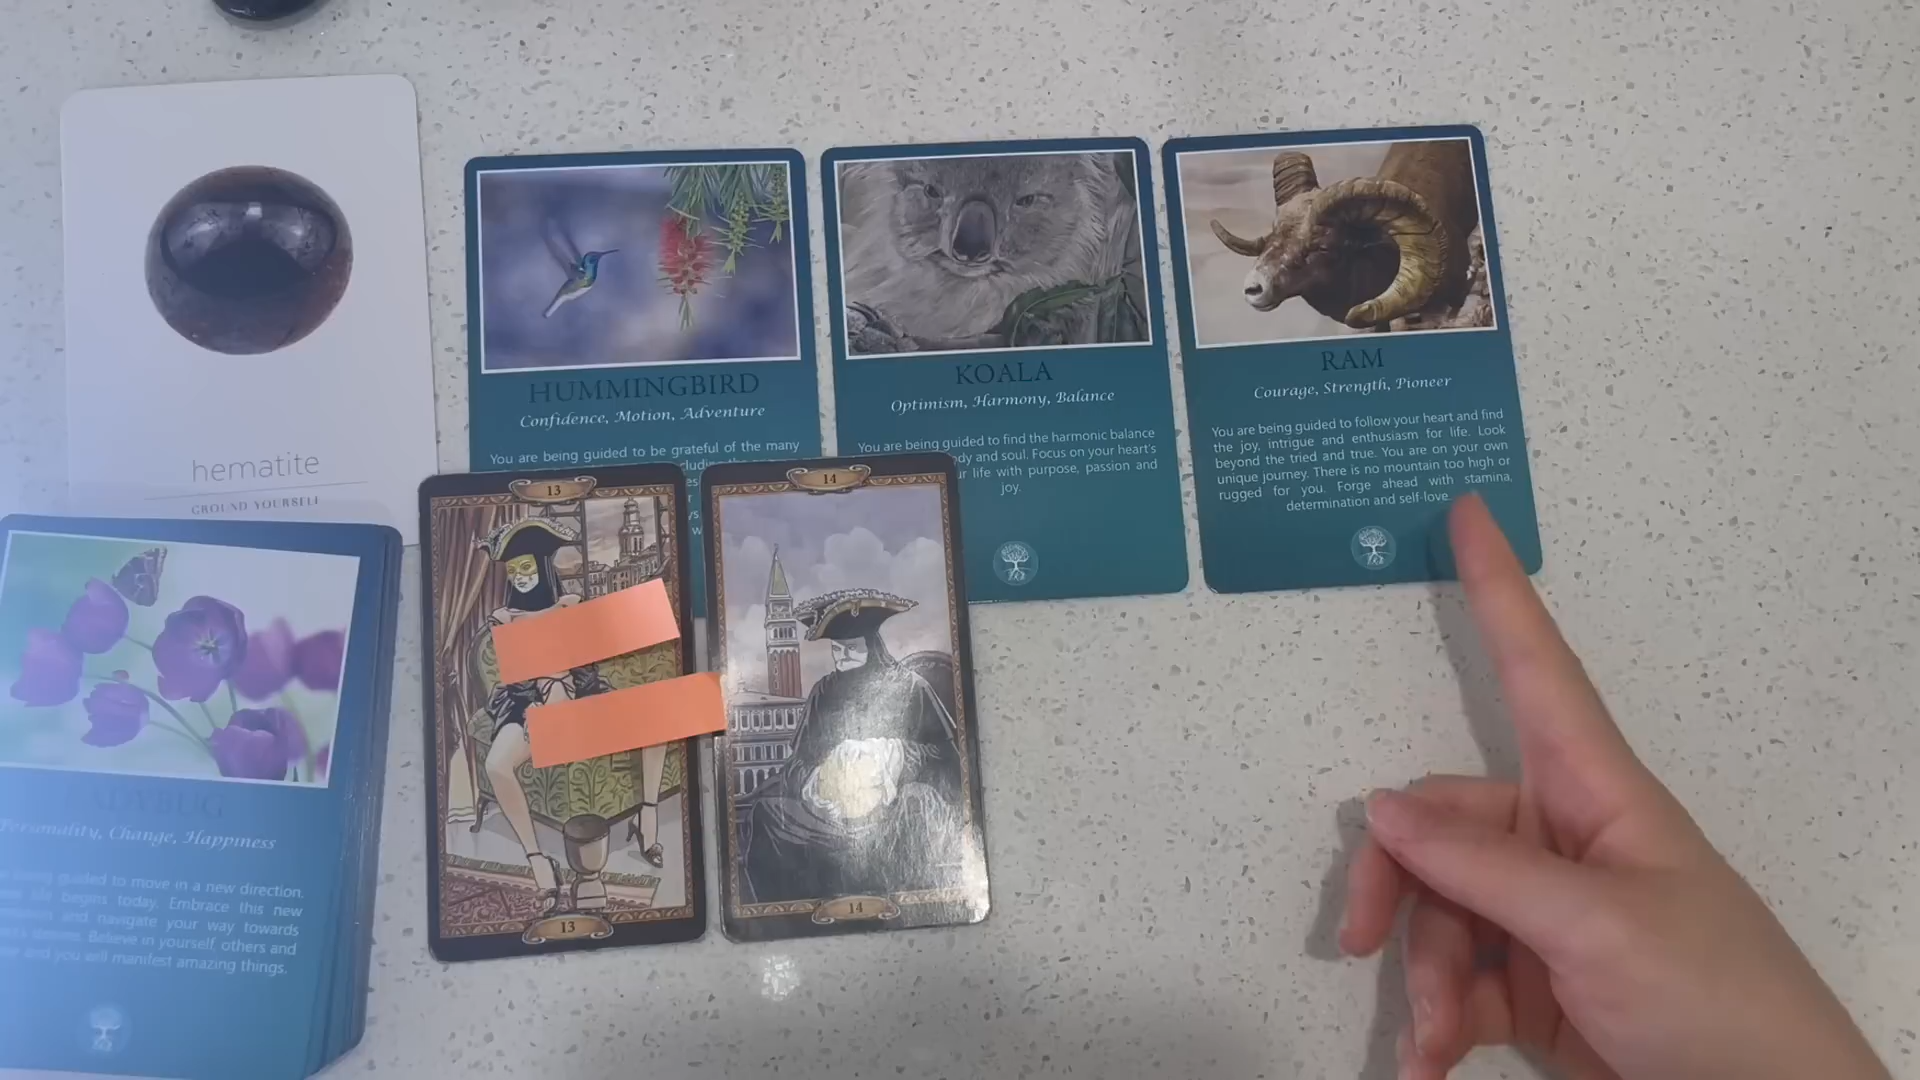 hematite
GROUND YOURSELF
HUMMINGBIRD
Confidence, Motion, Adventure
You are being guided to be grateful of the many
KOALA
Optimism, Harmony, Balance
You are being guided to find the harmonic balance
ody and soul. Focus on your heart's
ur life with purpose, passion and
joy.
RAM
Courage, Strength, Pioneer
You are being guided to follow your heart and find
the joy, intrigue and enthusiasm for life. Look
beyond the tried and true. You are on your own
unique journey. There is no mountain too high or
rugged for you. Forge ahead with stamina,
determination and self-love.
13
14
13
14
LADYBUG
Personality, Change, Happiness
being guided to move in a new direction.
life begins today. Embrace this new
and navigate your way towards
dreams. Believe in yourself, others and
and you will manifest amazing things.